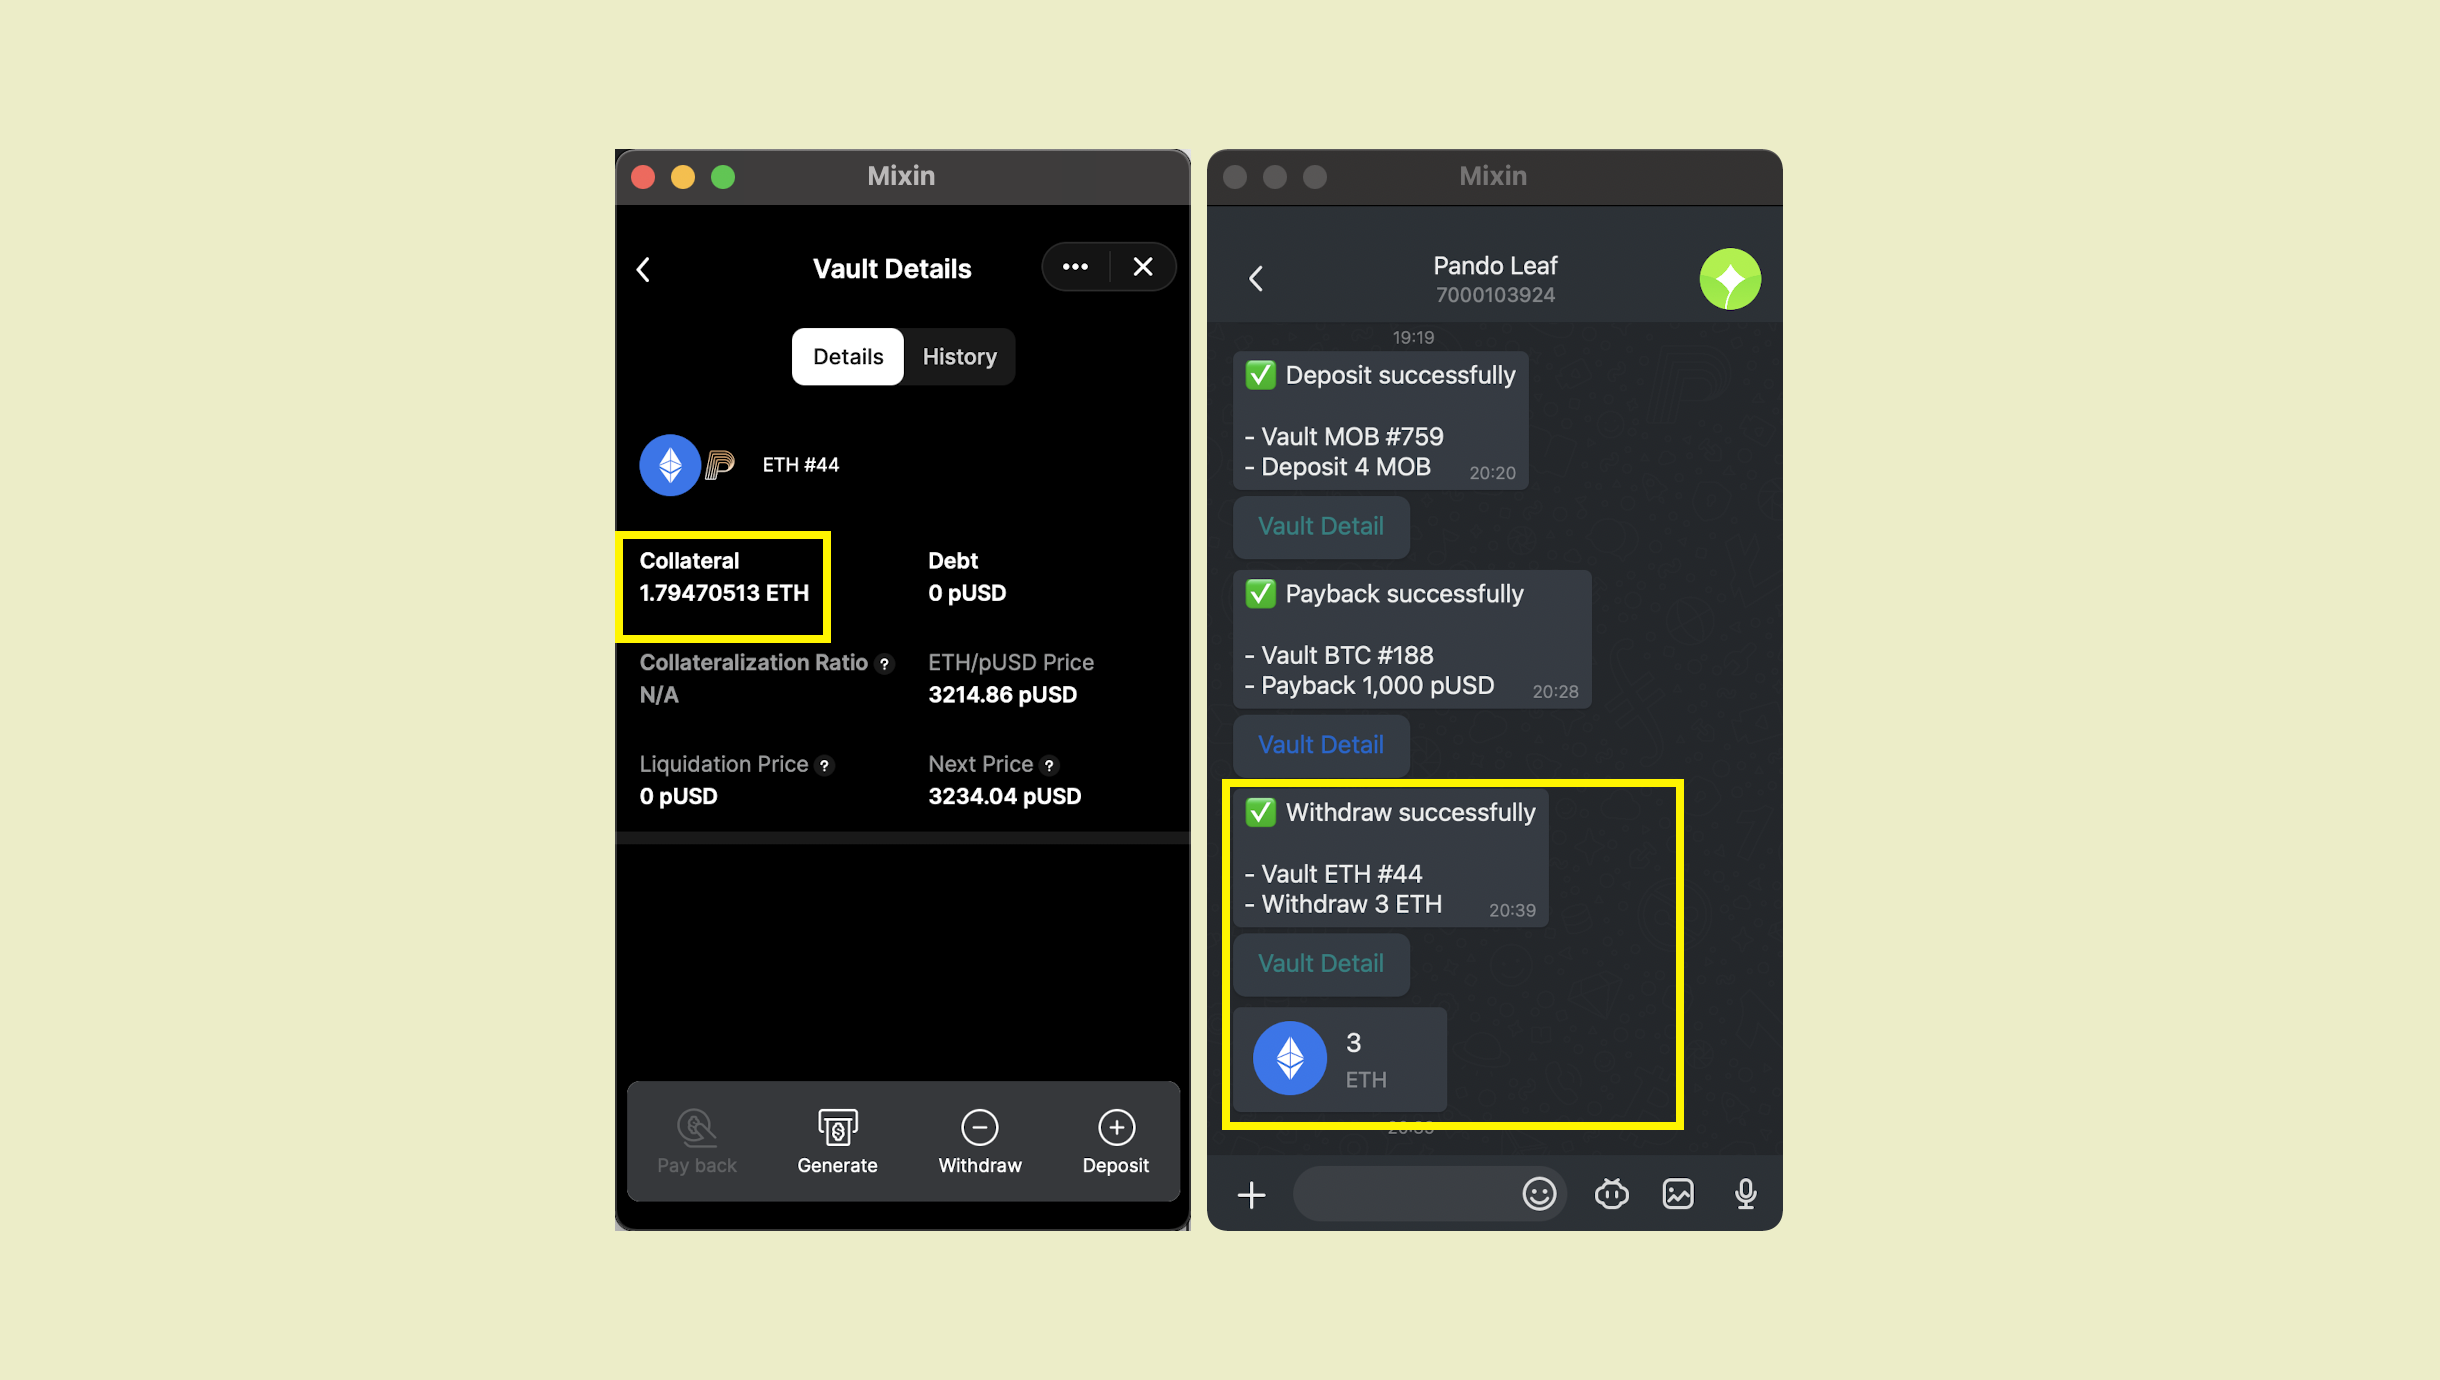 Mixin
Vault Details
Details
History
ETH #44
Collateral
1.79470513 ETH
Debt
0 pUSD
Collateralization Ratio ?
N/A
ETH/pUSD Price
3214.86 pUSD
Liquidation Price ?
0 pUSD
Next Price ?
3234.04 pUSD
Pay back
Generate
Withdraw
Deposit
Mixin
Pando Leaf
7000103924
19:19
✅ Deposit successfully
- Vault MOB #759
- Deposit 4 MOB 20:20
Vault Detail
✅ Payback successfully
- Vault BTC #188
- Payback 1,000 pUSD 20:28
Vault Detail
✅ Withdraw successfully
- Vault ETH #44
- Withdraw 3 ETH 20:39
Vault Detail
3
ETH